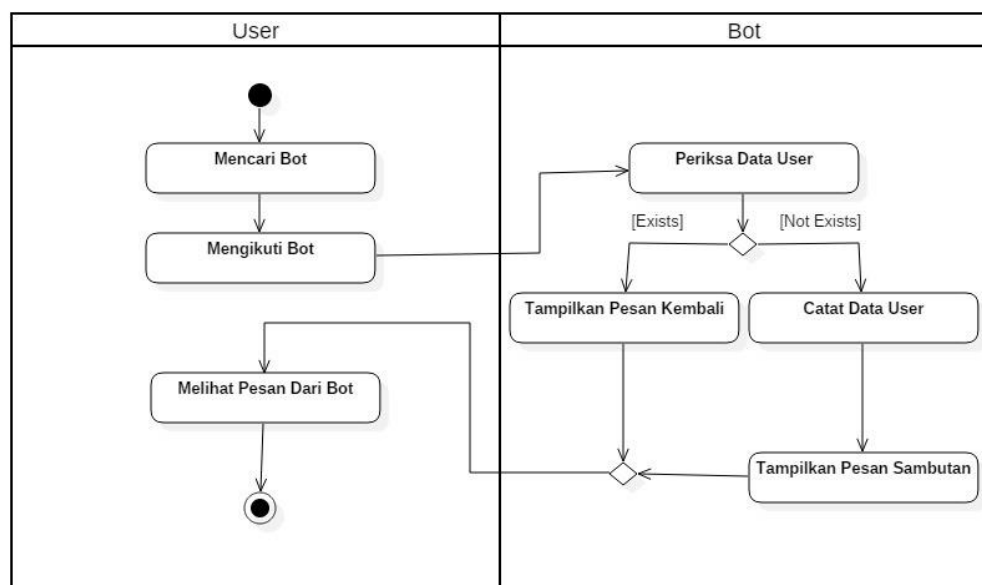 User
Bot
Mencari Bot
Mengikuti Bot
Periksa Data User
[Exists]
[Not Exists]
Tampilkan Pesan Kembali
Catat Data User
Tampilkan Pesan Sambutan
Melihat Pesan Dari Bot